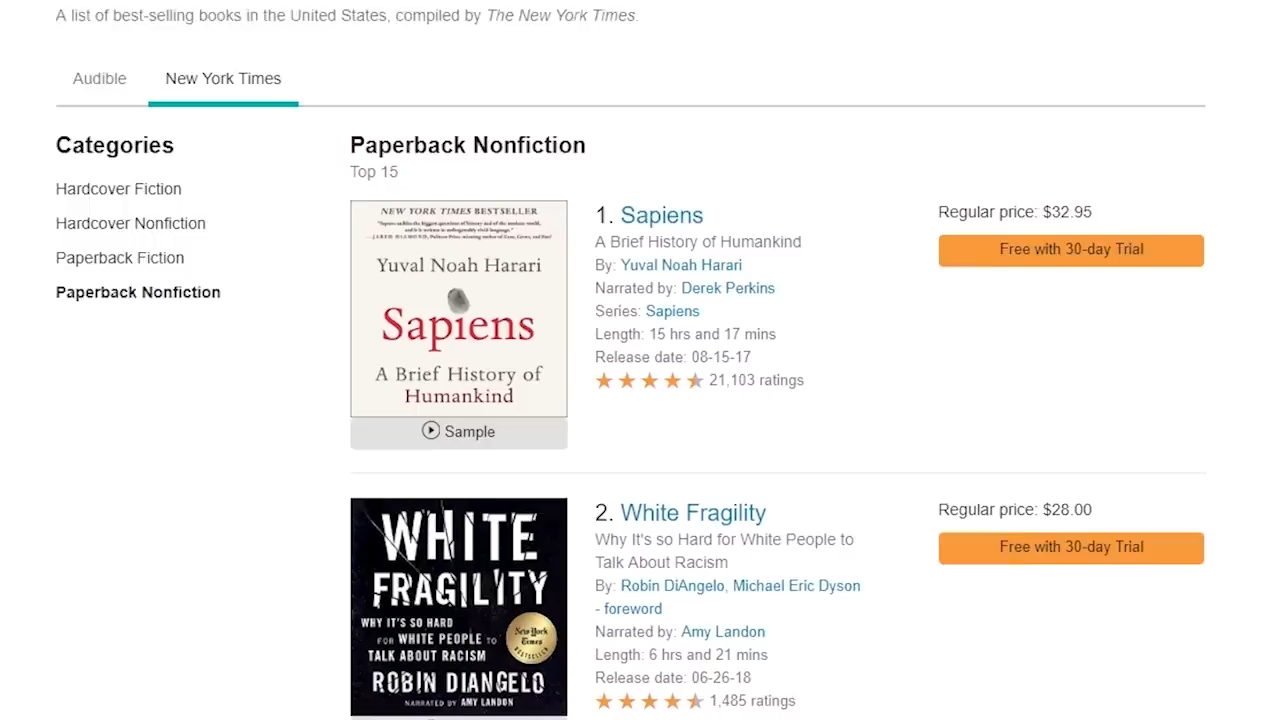 A list of best-selling books in the United States, compiled by The New York Times.
Audible
New York Times
Categories
Hardcover Fiction
Hardcover Nonfiction
Paperback Fiction
Paperback Nonfiction
Paperback Nonfiction
Top 15
NEW YORK TIMES BESTSELLER
Yuval Noah Harari
Sapiens
A Brief History of
Humankind
Sample
1. Sapiens
A Brief History of Humankind
By: Yuval Noah Harari
Narrated by: Derek Perkins
Series: Sapiens
Length: 15 hrs and 17 mins
Release date: 08-15-17
21,103 ratings
Regular price: $32.95
Free with 30-day Trial
WHITE
FRAGILITY
WHY IT'S SO HARD
FOR WHITE PEOPLE TO
TALK ABOUT RACISM
New York
Times
BESTSELLER
ROBIN DIANGELO
NARRATED BY AMY LANDON
2. White Fragility
Why It's so Hard for White People to
Talk About Racism
By: Robin DiAngelo, Michael Eric Dyson
- foreword
Narrated by: Amy Landon
Length: 6 hrs and 21 mins
Release date: 06-26-18
1,485 ratings
Regular price: $28.00
Free with 30-day Trial